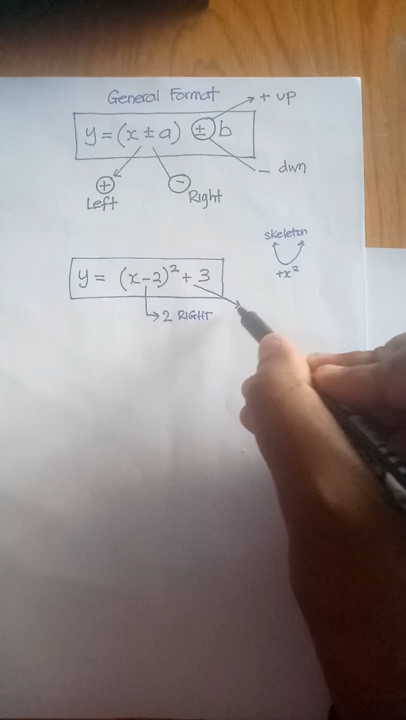 General Format
+ up
y = (x ± a) ± b
- dwn
+
Left
-
Right
skeleton
+x²
y = (x-2)² + 3
2 RIGHT